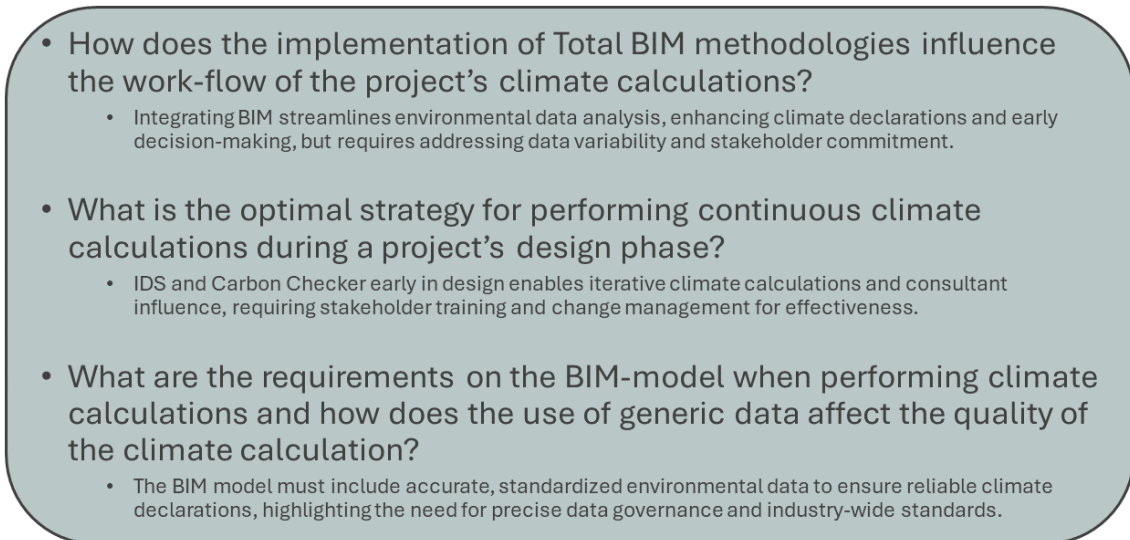 • How does the implementation of Total BIM methodologies influence
the work-flow of the project's climate calculations?
• Integrating BIM streamlines environmental data analysis, enhancing climate declarations and early
decision-making, but requires addressing data variability and stakeholder commitment.
• What is the optimal strategy for performing continuous climate
calculations during a project's design phase?
• IDS and Carbon Checker early in design enables iterative climate calculations and consultant
influence, requiring stakeholder training and change management for effectiveness.
• What are the requirements on the BIM-model when performing climate
calculations and how does the use of generic data affect the quality of
the climate calculation?
• The BIM model must include accurate, standardized environmental data to ensure reliable climate
declarations, highlighting the need for precise data governance and industry-wide standards.